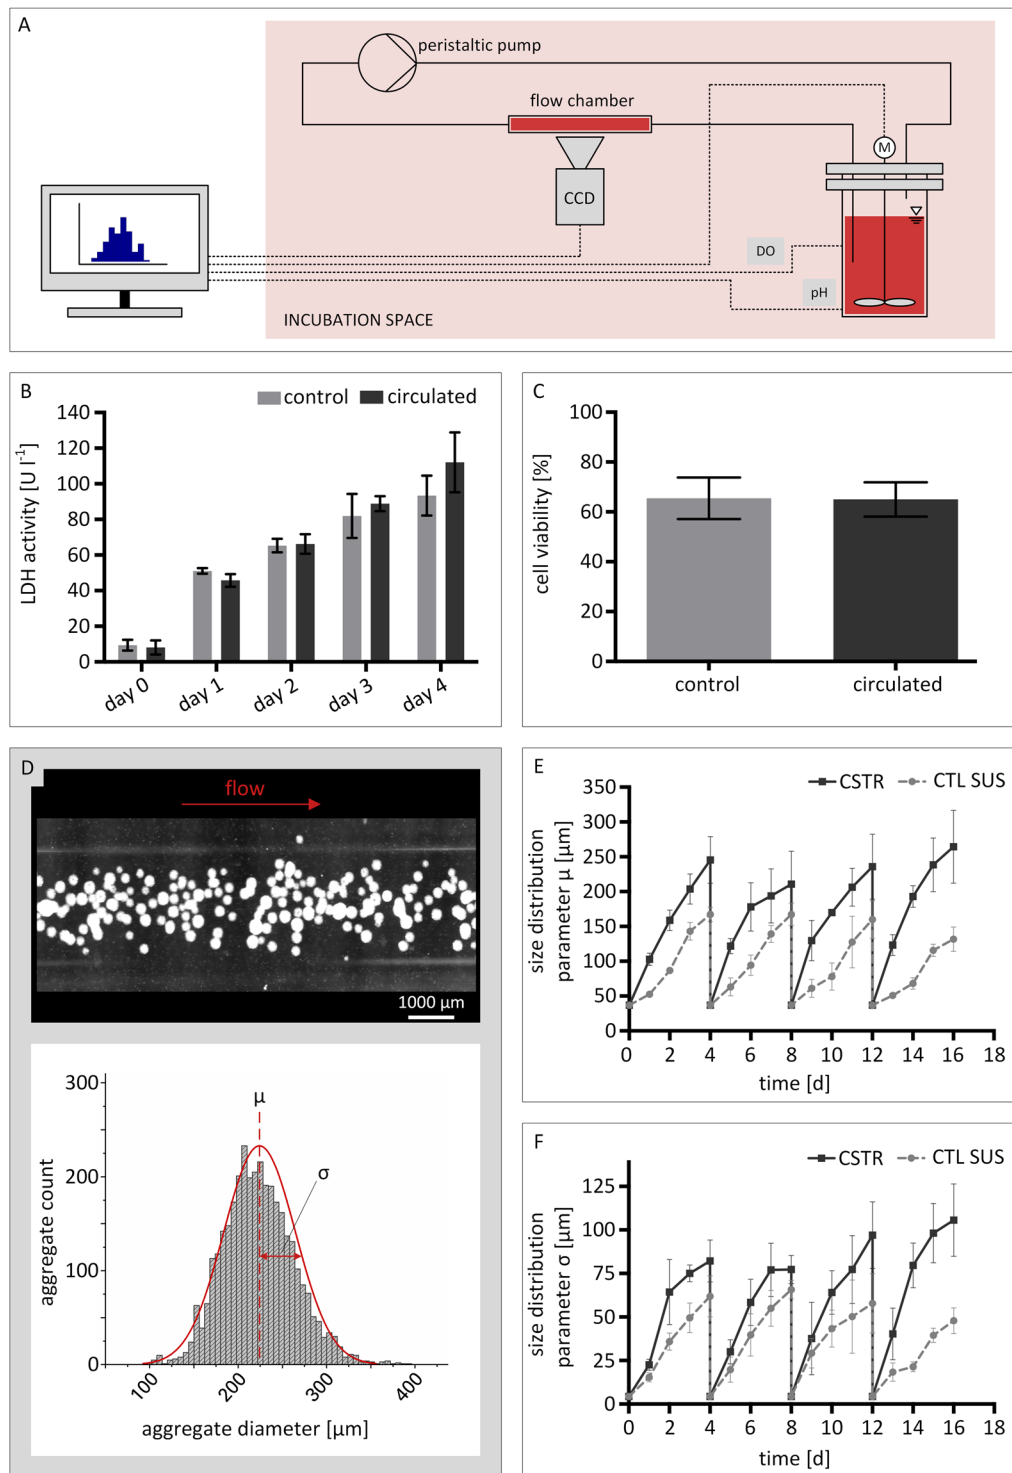 A
peristaltic pump
flow chamber
M
CCD
DO
pH
INCUBATION SPACE
B
control circulated
LDH activity [U l⁻¹]
140
120
100
80
60
40
20
0
day 0 day 1 day 2 day 3 day 4
C
cell viability [%]
100
80
60
40
20
0
control circulated
D
flow
1000 µm
300
200
100
0
aggregate count
µ
σ
100 200 300 400
aggregate diameter [µm]
E
CSTR CTL SUS
size distribution
parameter µ [µm]
350
300
250
200
150
100
50
0
0 2 4 6 8 10 12 14 16 18
time [d]
F
CSTR CTL SUS
size distribution
parameter σ [µm]
125
100
75
50
25
0
0 2 4 6 8 10 12 14 16 18
time [d]